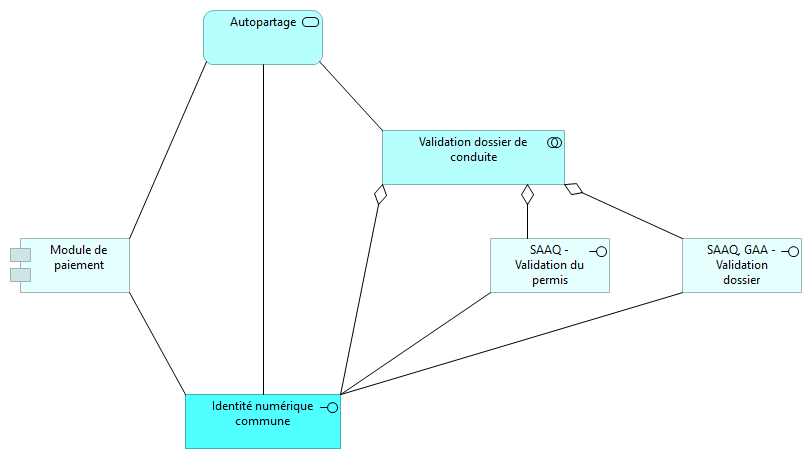 Autopartage
Validation dossier de
conduite
Module de
paiement
SAAQ -
Validation du
permis
SAAQ, GAA -
Validation
dossier
Identité numérique
commune